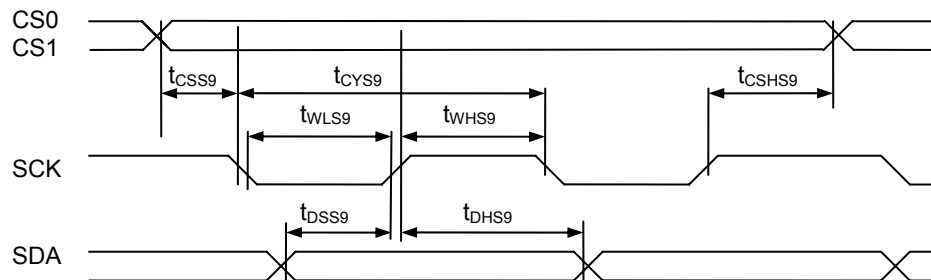 CS0
CS1
tCSS9 tCYS9 tCSHS9
tWLS9 tWHS9
SCK
tDSS9 tDHS9
SDA